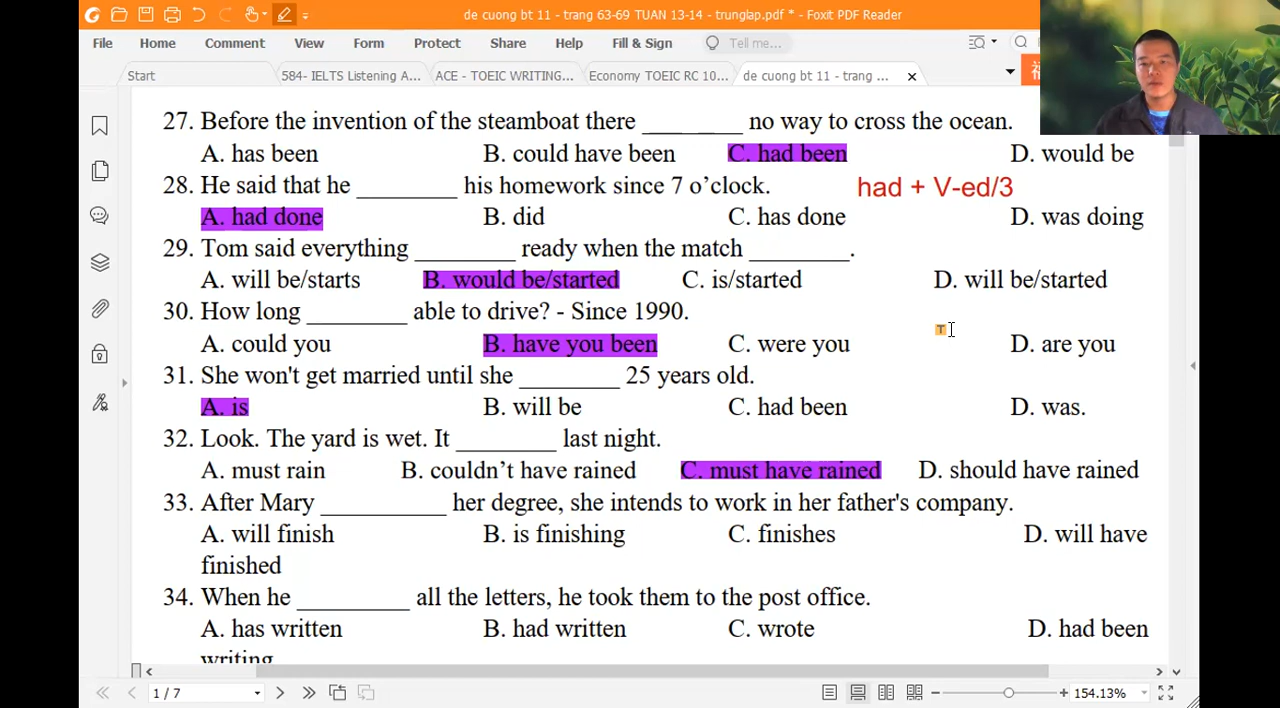 de cuong bt 11 - trang 63-69 TUAN 13-14 - trunglap.pdf * - Foxit PDF Reader
File Home Comment View Form Protect Share Help Fill & Sign Tell me...
Start 584- IELTS Listening A... ACE - TOEIC WRITING... Economy TOEIC RC 10... de cuong bt 11 - trang ...
27. Before the invention of the steamboat there ________ no way to cross the ocean.
A. has been B. could have been C. had been D. would be
28. He said that he ________ his homework since 7 o’clock. had + V-ed/3
A. had done B. did C. has done D. was doing
29. Tom said everything ________ ready when the match ________.
A. will be/starts B. would be/started C. is/started D. will be/started
30. How long ________ able to drive? - Since 1990.
A. could you B. have you been C. were you D. are you
31. She won't get married until she ________ 25 years old.
A. is B. will be C. had been D. was.
32. Look. The yard is wet. It ________ last night.
A. must rain B. couldn’t have rained C. must have rained D. should have rained
33. After Mary __________ her degree, she intends to work in her father's company.
A. will finish B. is finishing C. finishes D. will have
finished
34. When he _________ all the letters, he took them to the post office.
A. has written B. had written C. wrote D. had been
writing
1 / 7 154.13%